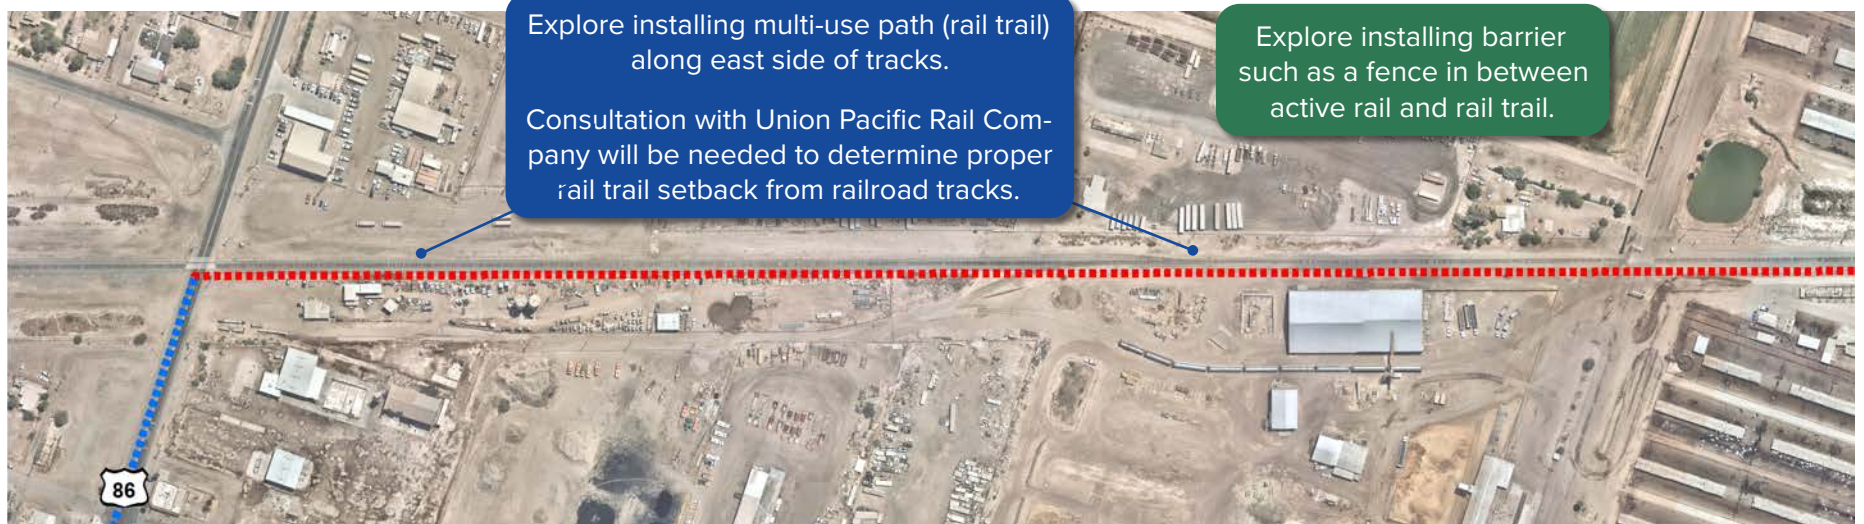 Explore installing multi-use path (rail trail)
along east side of tracks.
Consultation with Union Pacific Rail Com-
pany will be needed to determine proper
rail trail setback from railroad tracks.
Explore installing barrier
such as a fence in between
active rail and rail trail.
86